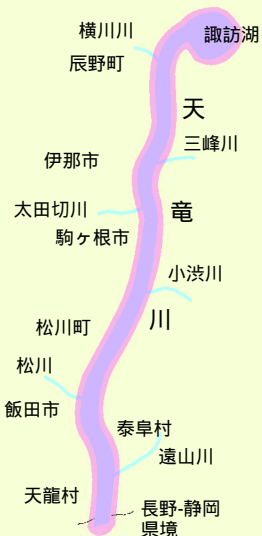 横川川
諏訪湖
辰野町
天
三峰川
伊那市
太田切川
竜
駒ヶ根市
小渋川
川
松川町
松川
飯田市
泰阜村
遠山川
天龍村
長野-静岡
県境